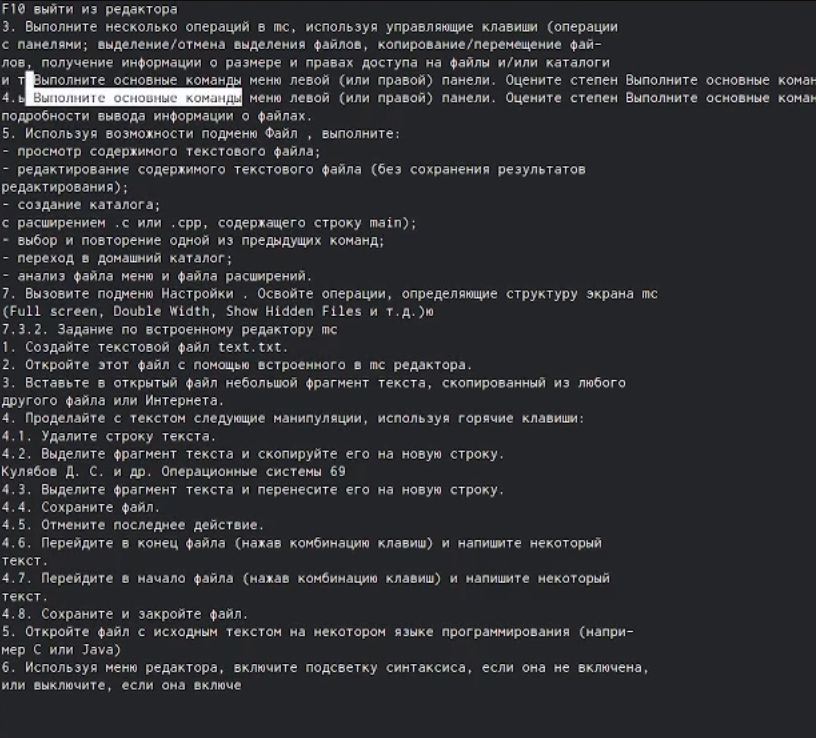 F10 выйти из редактора
3. Выполните несколько операций в mc, используя управляющие клавиши (операции
с панелями; выделение/отмена выделения файлов, копирование/перемещение фай-
лов, получение информации о размере и правах доступа на файлы и/или каталоги
и т Выполните основные команды меню левой (или правой) панели. Оцените степен Выполните основные коман
4.ы Выполните основные команды меню левой (или правой) панели. Оцените степен Выполните основные коман
подробности вывода информации о файлах.
5. Используя возможности подменю Файл , выполните:
- просмотр содержимого текстового файла;
- редактирование содержимого текстового файла (без сохранения результатов
редактирования);
- создание каталога;
с расширением .c или .cpp, содержащего строку main);
- выбор и повторение одной из предыдущих команд;
- переход в домашний каталог;
- анализ файла меню и файла расширений.
7. Вызовите подменю Настройки . Освойте операции, определяющие структуру экрана mc
(Full screen, Double Width, Show Hidden Files и т.д.)ю
7.3.2. Задание по встроенному редактору mc
1. Создайте текстовой файл text.txt.
2. Откройте этот файл с помощью встроенного в mc редактора.
3. Вставьте в открытый файл небольшой фрагмент текста, скопированный из любого
другого файла или Интернета.
4. Проделайте с текстом следующие манипуляции, используя горячие клавиши:
4.1. Удалите строку текста.
4.2. Выделите фрагмент текста и скопируйте его на новую строку.
Кулябов Д. С. и др. Операционные системы 69
4.3. Выделите фрагмент текста и перенесите его на новую строку.
4.4. Сохраните файл.
4.5. Отмените последнее действие.
4.6. Перейдите в конец файла (нажав комбинацию клавиш) и напишите некоторый
текст.
4.7. Перейдите в начало файла (нажав комбинацию клавиш) и напишите некоторый
текст.
4.8. Сохраните и закройте файл.
5. Откройте файл с исходным текстом на некотором языке программирования (напри-
мер C или Java)
6. Используя меню редактора, включите подсветку синтаксиса, если она не включена,
или выключите, если она включе